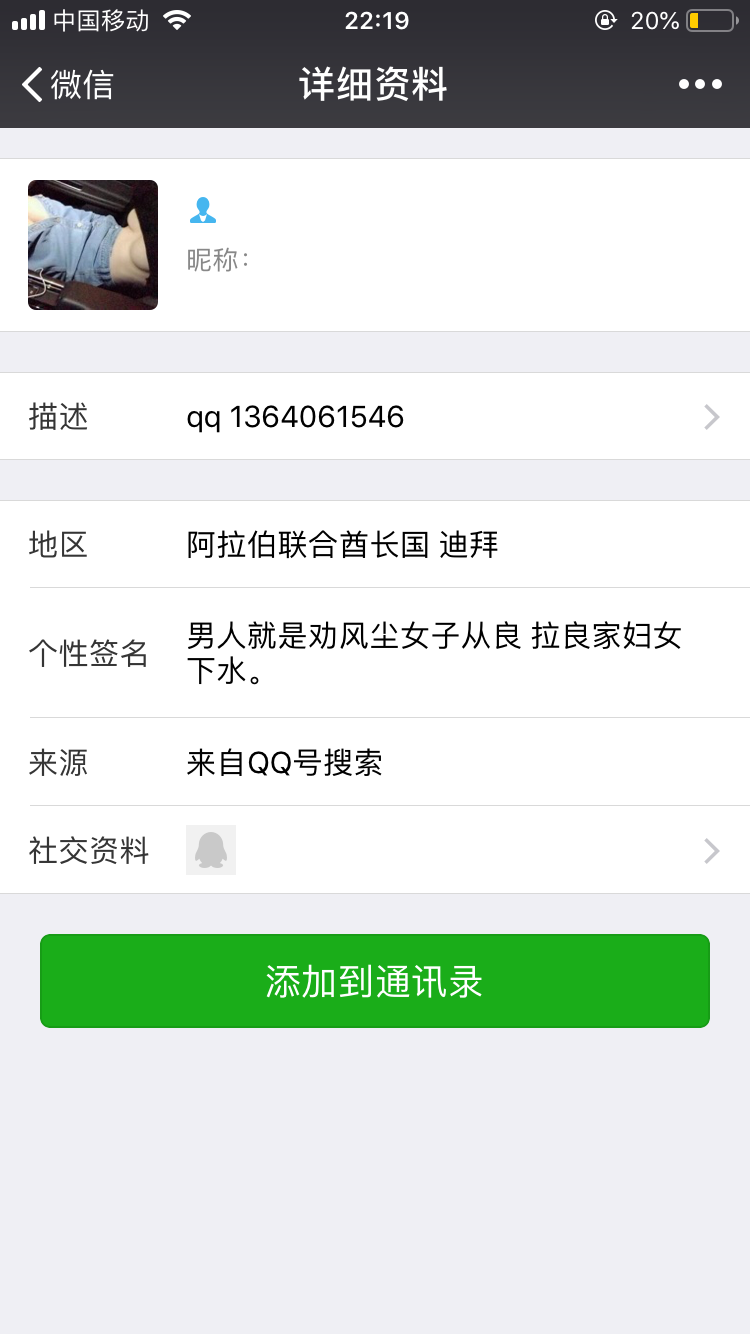 中国移动
22:19
20%
微信
详细资料
昵称:
描述
qq 1364061546
地区
阿拉伯联合酋长国 迪拜
个性签名
男人就是劝风尘女子从良 拉良家妇女
下水。
来源
来自QQ号搜索
社交资料
添加到通讯录